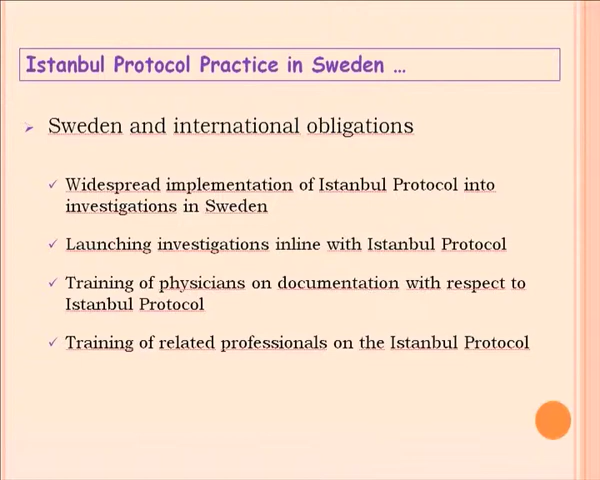 Istanbul Protocol Practice in Sweden ...
Sweden and international obligations
Widespread implementation of Istanbul Protocol into
investigations in Sweden
Launching investigations inline with Istanbul Protocol
Training of physicians on documentation with respect to
Istanbul Protocol
Training of related professionals on the Istanbul Protocol